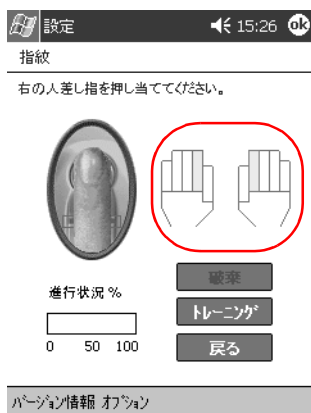 設定 15:26 ok
指紋
右の人差し指を押し当ててください。
進行状況 %
0 50 100
破棄
トレーニング
戻る
バージョン情報 オプション